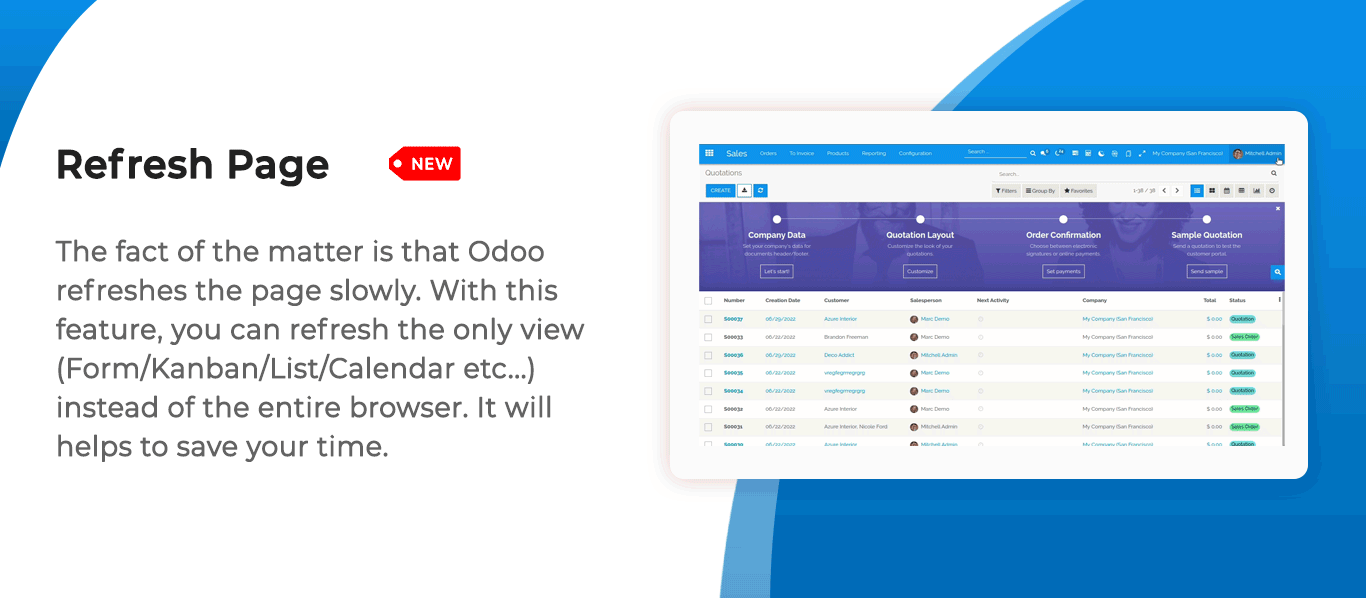 Refresh Page
NEW
The fact of the matter is that Odoo
refreshes the page slowly. With this
feature, you can refresh the only view
(Form/Kanban/List/Calendar etc...)
instead of the entire browser. It will
helps to save your time.
Sales Orders To Invoice Products Reporting Configuration Search... My Company (San Francisco) Mitchell Admin
Quotations Search...
CREATE Filters Group By Favorites 1-38 / 38
Company Data Quotation Layout Order Confirmation Sample Quotation
Set your company's data for Customize the look of your Choose between electronic Send a quotation to test the
documents header/footer. quotations. signatures or online payments. customer portal.
Let's start! Customize Set payments Send sample
Number Creation Date Customer Salesperson Next Activity Company Total Status
S00037 06/29/2022 Azure Interior Marc Demo My Company (San Francisco) $ 0.00 Quotation
S00033 06/22/2022 Brandon Freeman Marc Demo My Company (San Francisco) $ 0.00 Sales Order
S00036 06/29/2022 Deco Addict Mitchell Admin My Company (San Francisco) $ 0.00 Quotation
S00035 06/22/2022 Marc Demo My Company (San Francisco) $ 0.00 Quotation
S00034 06/22/2022 Marc Demo My Company (San Francisco) $ 0.00 Quotation
S00032 06/22/2022 Azure Interior Marc Demo My Company (San Francisco) $ 0.00 Sales Order
S00031 06/22/2022 Azure Interior, Nicole Ford Mitchell Admin My Company (San Francisco) $ 0.00 Sales Order
S00030 06/22/2022 Azure Interior Mitchell Admin My Company (San Francisco) $ 0.00 Quotation